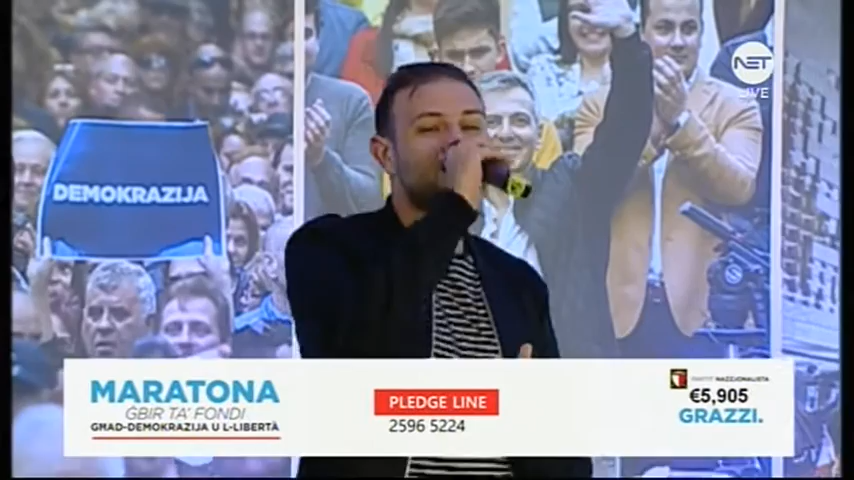 NET
LIVE
DEMOKRAZIJA
MARATONA
ĠBIR TA' FONDI
GĦAD-DEMOKRAZIJA U L-LIBERTÀ
PLEDGE LINE
2596 5224
PARTIT NAZZJONALISTA
€5,905
GRAZZI.